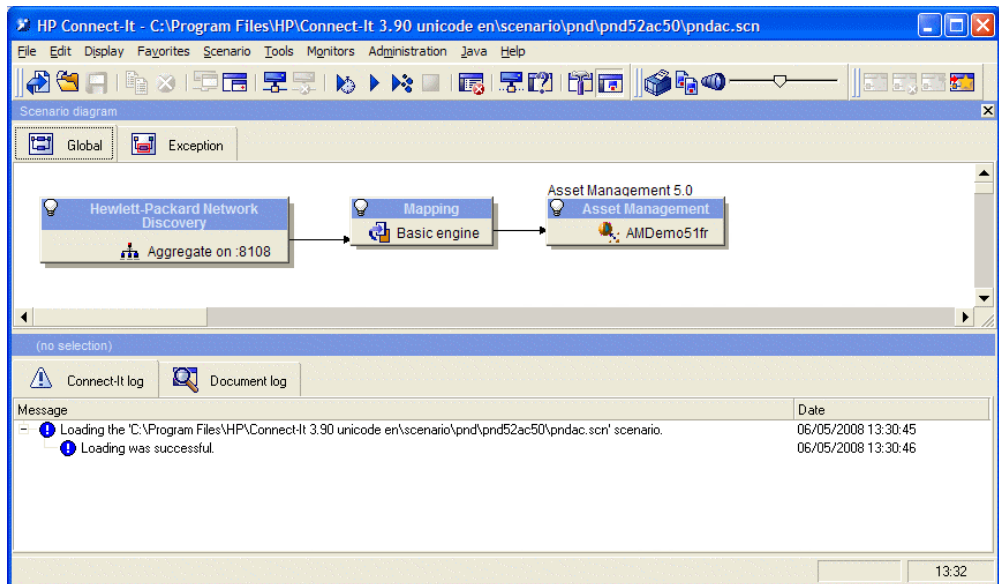 HP Connect-It - C:\Program Files\HP\Connect-It 3.90 unicode en\scenario\pnd\pnd52ac50\pndac.scn
File Edit Display Favorites Scenario Tools Monitors Administration Java Help
Scenario diagram
Global Exception
Asset Management 5.0
Hewlett-Packard Network Discovery
Mapping
Asset Management
Aggregate on :8108
Basic engine
AMDemo51fr
(no selection)
Connect-It log Document log
Message Date
Loading the 'C:\Program Files\HP\Connect-It 3.90 unicode en\scenario\pnd\pnd52ac50\pndac.scn' scenario. 06/05/2008 13:30:45
Loading was successful. 06/05/2008 13:30:46
13:32